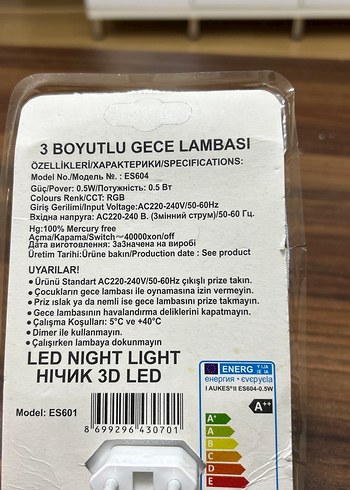 3 BOYUTLU GECE LAMBASI
ÖZELLİKLERİ/ХАРАКТЕРИКИ/SPECIFICATIONS:
Model No./Модель №. : ES604
Güç/Pover: 0.5W/Потужність: 0.5 Вт
Colours Renk/CCT: RGB
Giriş Gerilimi/Input Voltage:AC220-240V/50-60Hz
Вхідна напруга: AC220-240 В. (Змінний струм)/50-60 Гц.
Hg:100% Mercury free
Açma/Kapama/Switch═40000xon/off
Дата виготовлення: Зазначена на виробі
Üretim Tarihi:Ürüne bakın/Production date : See product
UYARILAR!
• Ürünü Standart AC220-240V/50-60Hz çıkışlı prize takın.
• Çocukların gece lambası ile oynamasına izin vermeyin.
• Priz ıslak ya da nemli ise gece lambasını prize takmayın.
• Gece lambasının havalandırma deliklerini kapatmayın.
• Çalışma Koşulları: 5°C ve +40°C
• Dimer ile kullanmayın.
• Çalışırken lambaya dokunmayın
LED NIGHT LIGHT
НІЧИК 3D LED
Model: ES601
8 699296 430701
ENERG
енергия · ενεργεια
AUKES® II ES604-0.5W
A++
A+
A
B
C
D
E